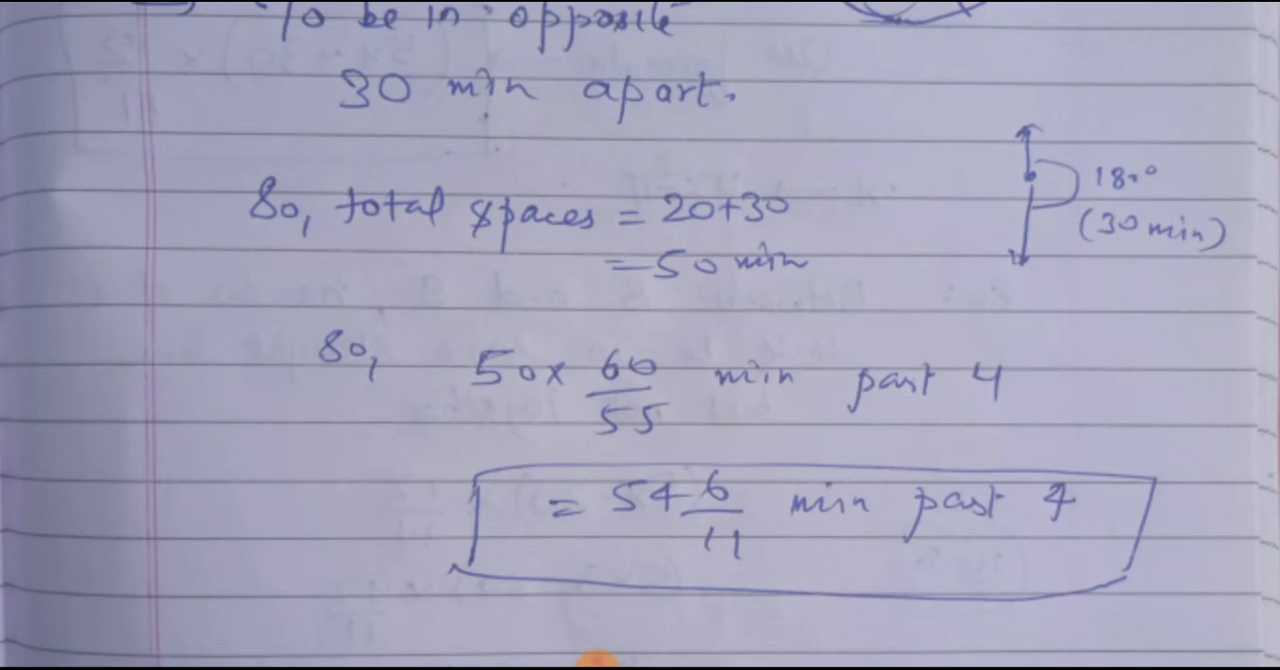 To be in opposite
30 min apart.
So, total spaces = 20+30
= 50 min
180°
(30 min)
So, 50 x 60/55 min past 4
= 54 6/11 min past 4